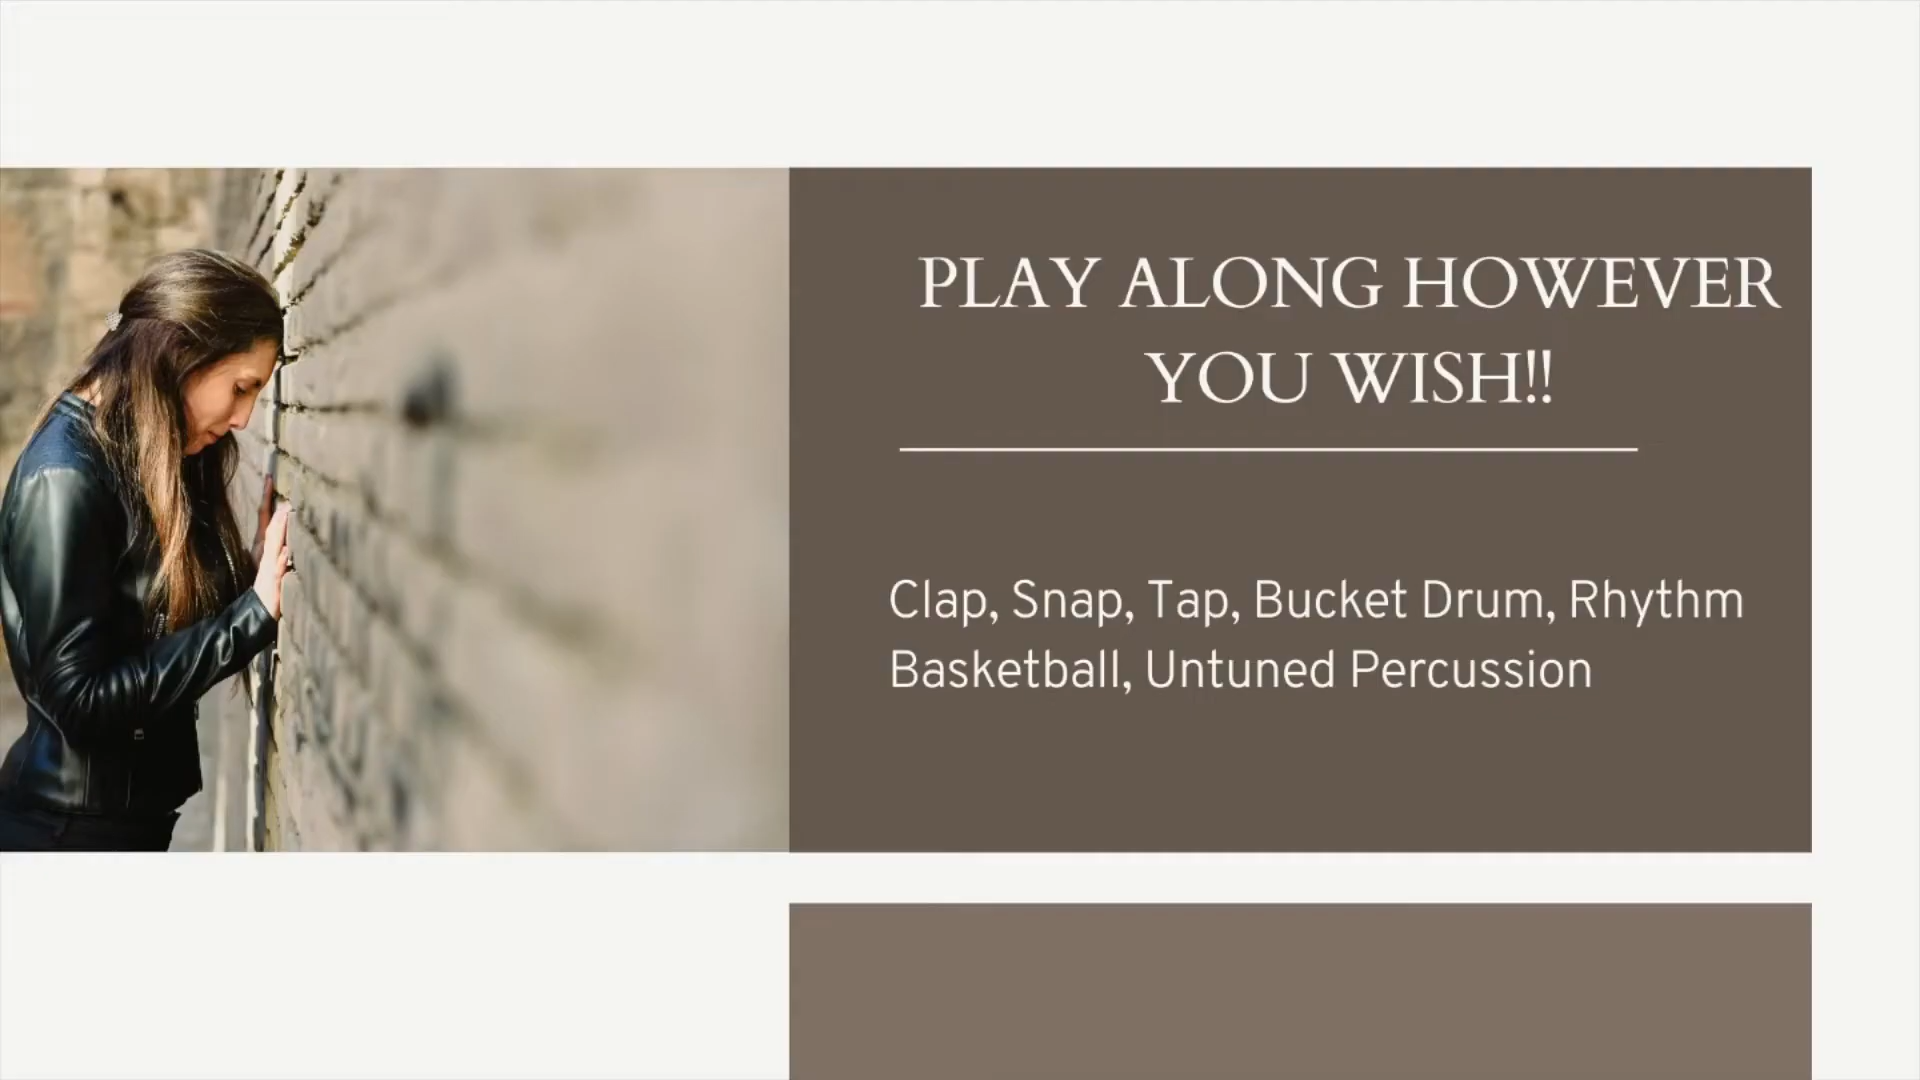 PLAY ALONG HOWEVER
YOU WISH!!
Clap, Snap, Tap, Bucket Drum, Rhythm
Basketball, Untuned Percussion